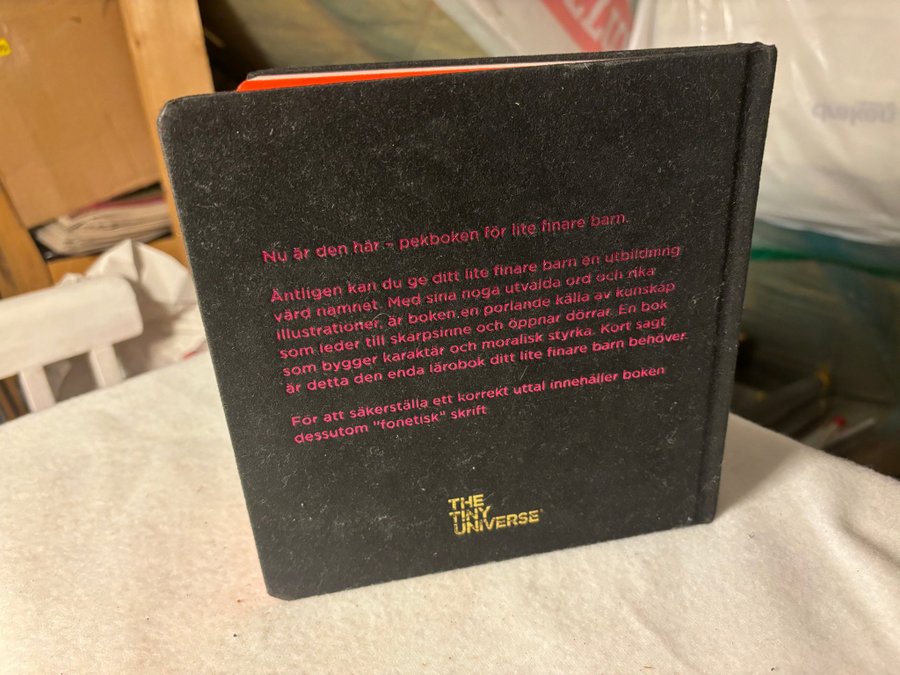 Nu är den här – pekboken för lite finare barn.
Äntligen kan du ge ditt lite finare barn en utbildning
värd namnet. Med sina noga utvalda ord och rika
illustrationer, är boken en porlande källa av kunskap
som leder till skarpsinne och öppnar dörrar. En bok
som bygger karaktär och moralisk styrka. Kort sagt
är detta den enda lärobok ditt lite finare barn behöver.
För att säkerställa ett korrekt uttal innehåller boken
dessutom "fonetisk" skrift
THE
TINY
UNIVERSE